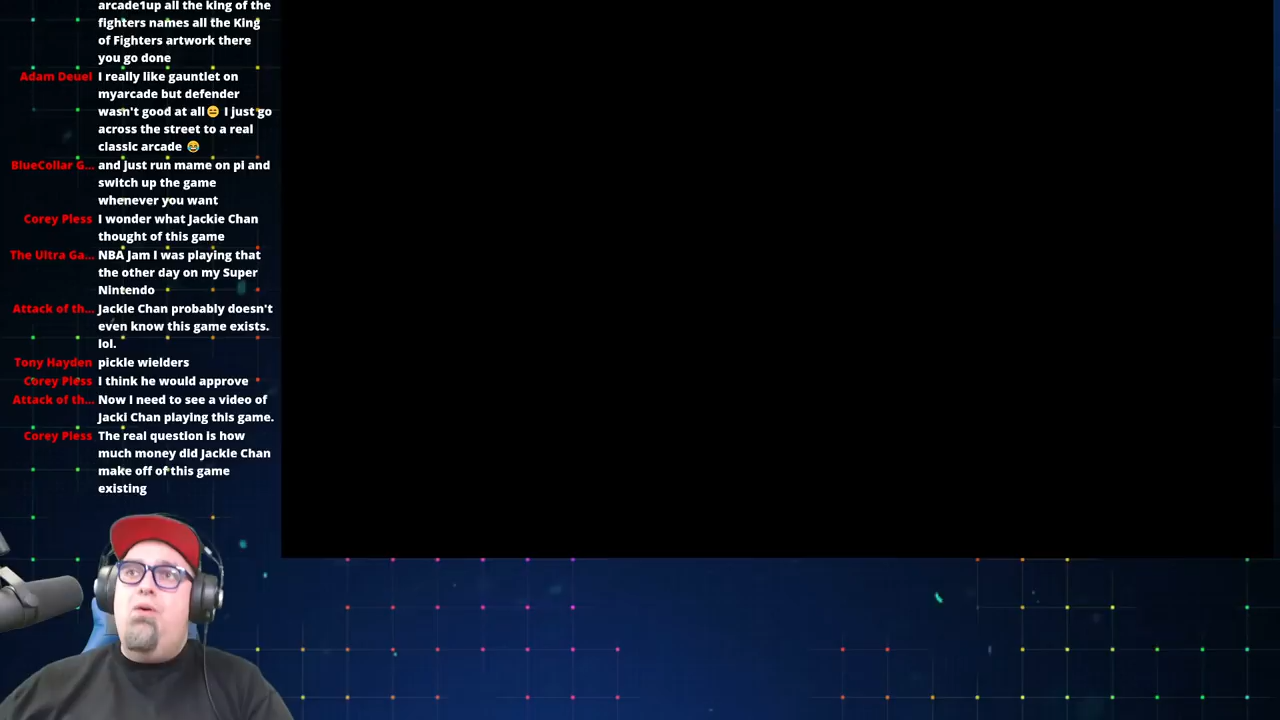 arcade1up all the king of the
fighters names all the King
of Fighters artwork there
you go done
Adam Deuel I really like gauntlet on
myarcade but defender
wasn't good at all😑 I just go
across the street to a real
classic arcade 😂
BlueCollar G... and just run mame on pi and
switch up the game
whenever you want
Corey Pless I wonder what Jackie Chan
thought of this game
The Ultra Ga... NBA Jam I was playing that
the other day on my Super
Nintendo
Attack of th... Jackie Chan probably doesn't
even know this game exists.
lol.
Tony Hayden pickle wielders
Corey Pless I think he would approve
Attack of th... Now I need to see a video of
Jacki Chan playing this game.
Corey Pless The real question is how
much money did Jackie Chan
make off of this game
existing